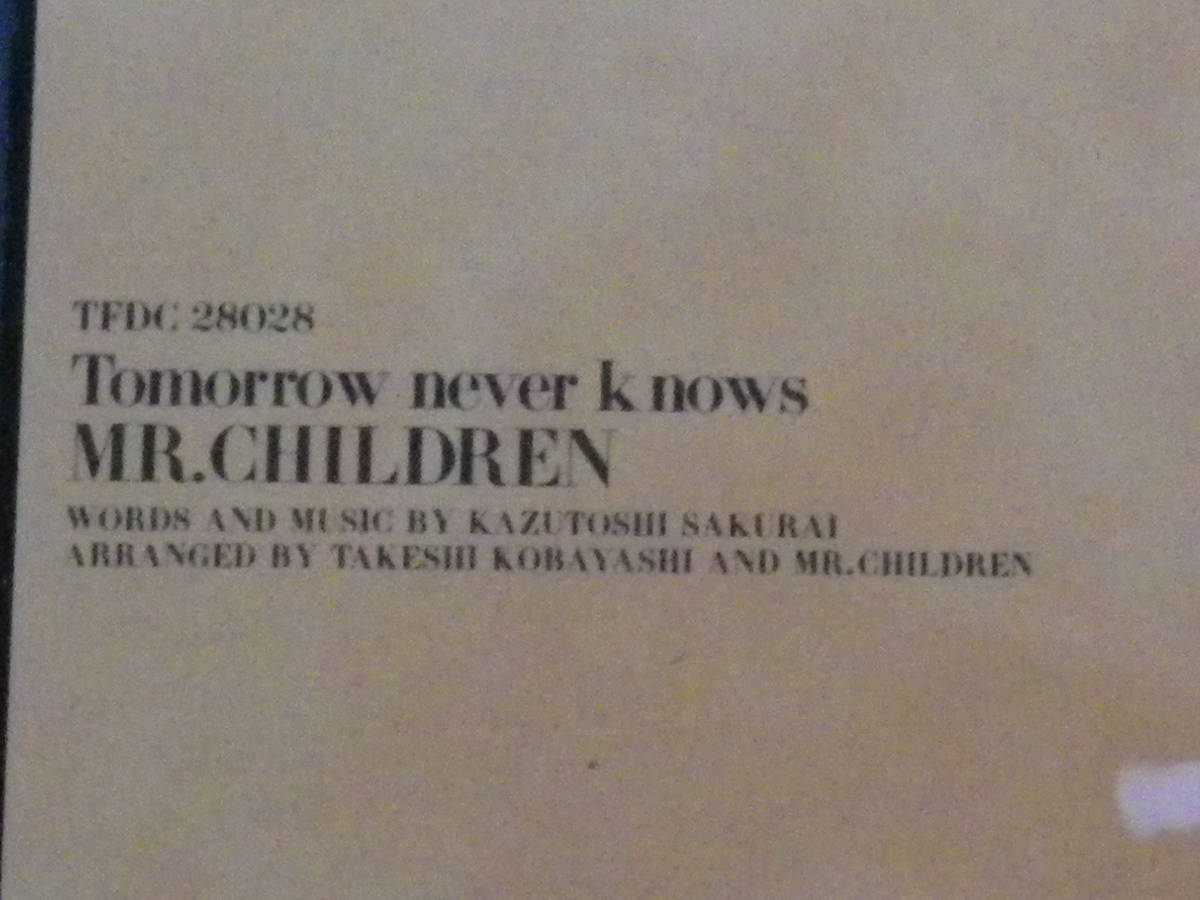 TFDC 28028
Tomorrow never knows
MR.CHILDREN
WORDS AND MUSIC BY KAZUTOSHI SAKURAI
ARRANGED BY TAKESHI KOBAYASHI AND MR.CHILDREN